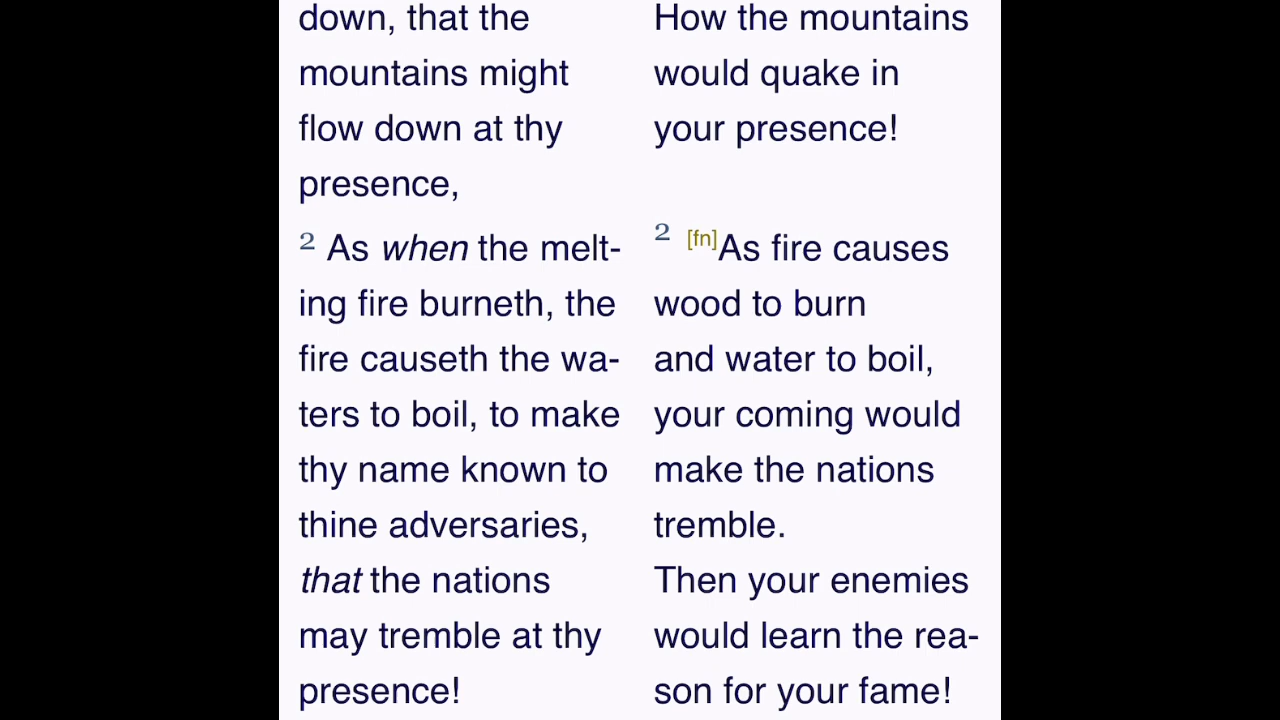 down, that the
mountains might
flow down at thy
presence,
2 As when the melt-
ing fire burneth, the
fire causeth the wa-
ters to boil, to make
thy name known to
thine adversaries,
that the nations
may tremble at thy
presence!
How the mountains
would quake in
your presence!
2 [fn]As fire causes
wood to burn
and water to boil,
your coming would
make the nations
tremble.
Then your enemies
would learn the rea-
son for your fame!